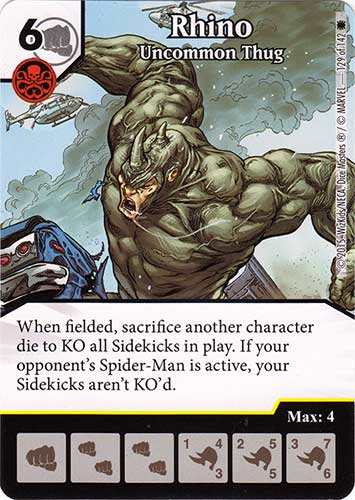 6
Rhino
Uncommon Thug
129 of 142
© 2015 WizKids/NECA. Dice Masters ® / © MARVEL
When fielded, sacrifice another character
die to KO all Sidekicks in play. If your
opponent's Spider-Man is active, your
Sidekicks aren't KO'd.
Max: 4
1 4 3
2 5 5
3 7 6